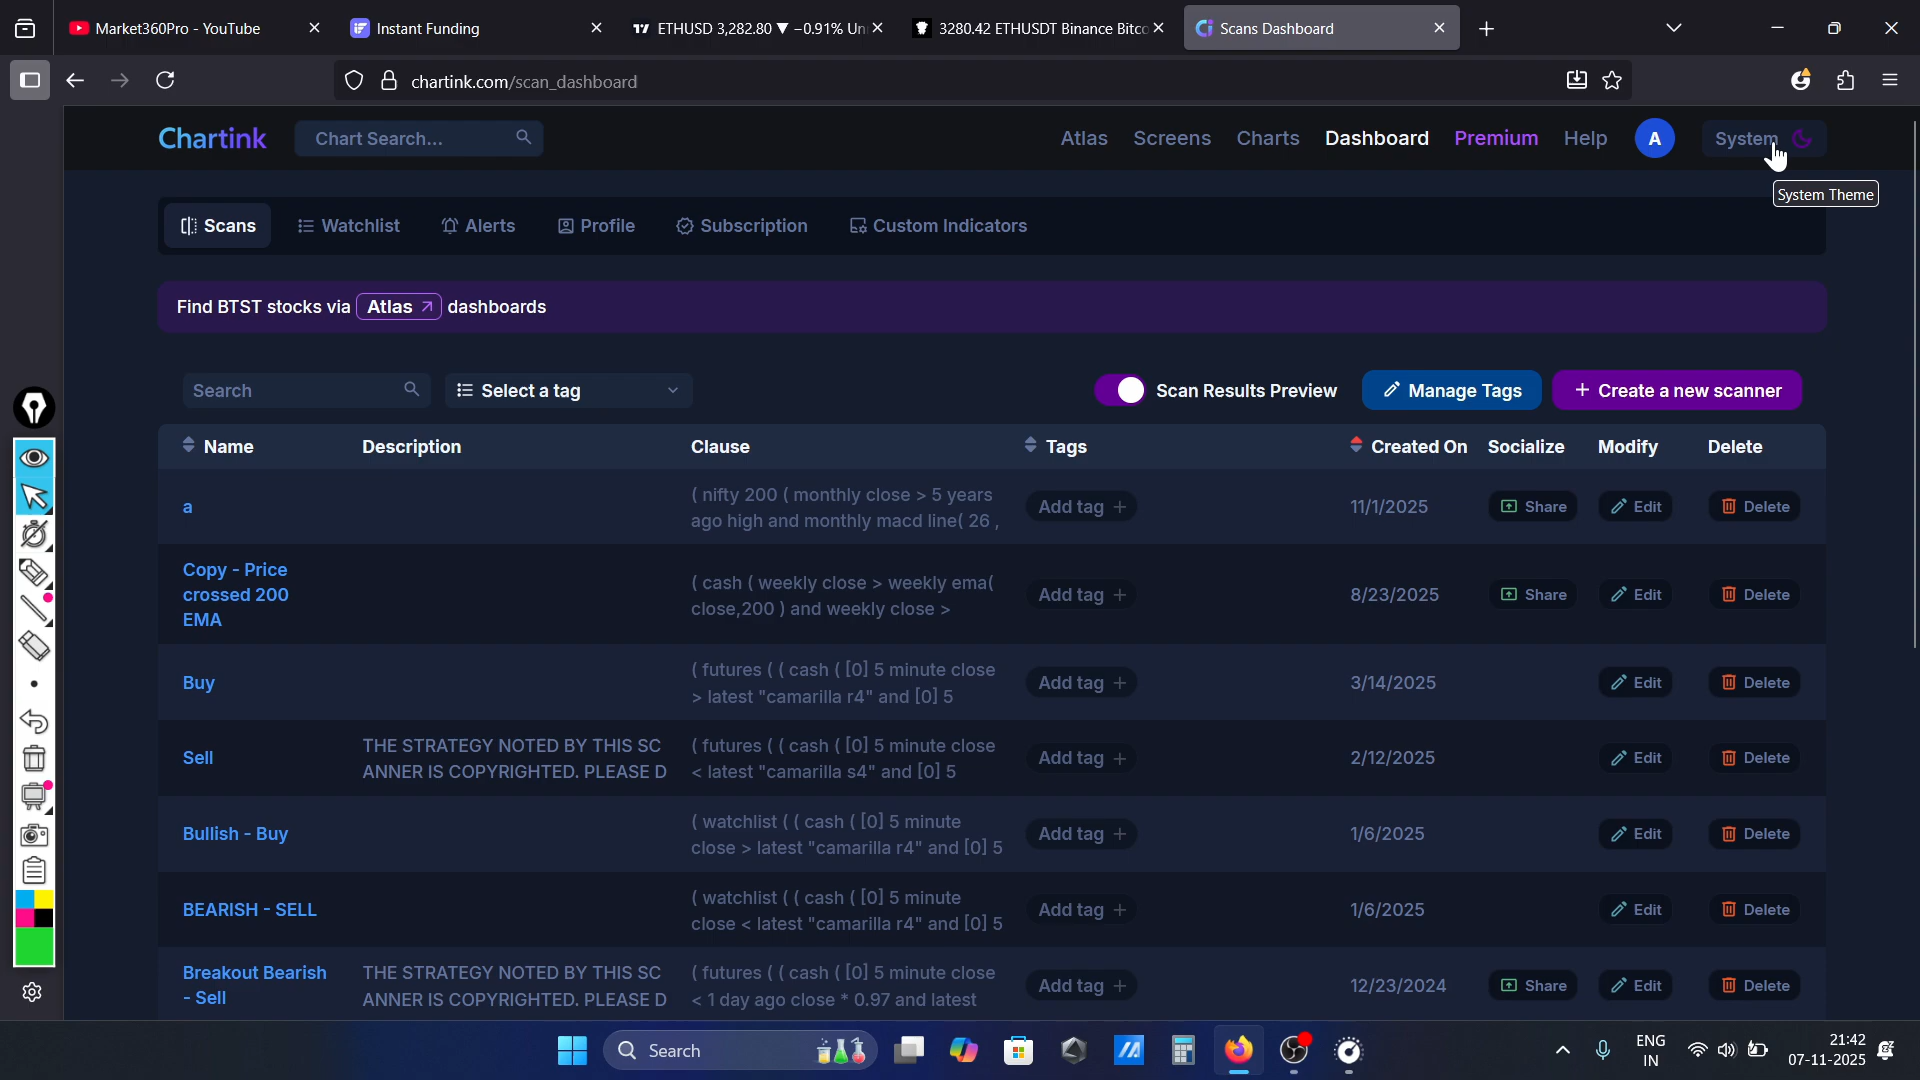 Market360Pro - YouTube
Instant Funding
ETHUSD 3,282.80 ▼ −0.91% Un
3280.42 ETHUSDT Binance Bitco
Scans Dashboard
chartink.com/scan_dashboard
Chartink
Chart Search...
Atlas Screens Charts Dashboard Premium Help A System
System Theme
Scans Watchlist Alerts Profile Subscription Custom Indicators
Find BTST stocks via Atlas dashboards
Search
Select a tag
Scan Results Preview
Manage Tags
+ Create a new scanner
Name Description Clause Tags Created On Socialize Modify Delete
a
( nifty 200 ( monthly close > 5 years
ago high and monthly macd line( 26 ,
Add tag +
11/1/2025
Share
Edit
Delete
Copy - Price
crossed 200
EMA
( cash ( weekly close > weekly ema(
close,200 ) and weekly close >
Add tag +
8/23/2025
Share
Edit
Delete
Buy
( futures ( ( cash ( [0] 5 minute close
> latest "camarilla r4" and [0] 5
Add tag +
3/14/2025
Edit
Delete
Sell
THE STRATEGY NOTED BY THIS SC
ANNER IS COPYRIGHTED. PLEASE D
( futures ( ( cash ( [0] 5 minute close
< latest "camarilla s4" and [0] 5
Add tag +
2/12/2025
Edit
Delete
Bullish - Buy
( watchlist ( ( cash ( [0] 5 minute
close > latest "camarilla r4" and [0] 5
Add tag +
1/6/2025
Edit
Delete
BEARISH - SELL
( watchlist ( ( cash ( [0] 5 minute
close < latest "camarilla r4" and [0] 5
Add tag +
1/6/2025
Edit
Delete
Breakout Bearish
- Sell
THE STRATEGY NOTED BY THIS SC
ANNER IS COPYRIGHTED. PLEASE D
( futures ( ( cash ( [0] 5 minute close
< 1 day ago close * 0.97 and latest
Add tag +
12/23/2024
Share
Edit
Delete
Search
ENG
IN
21:42
07-11-2025